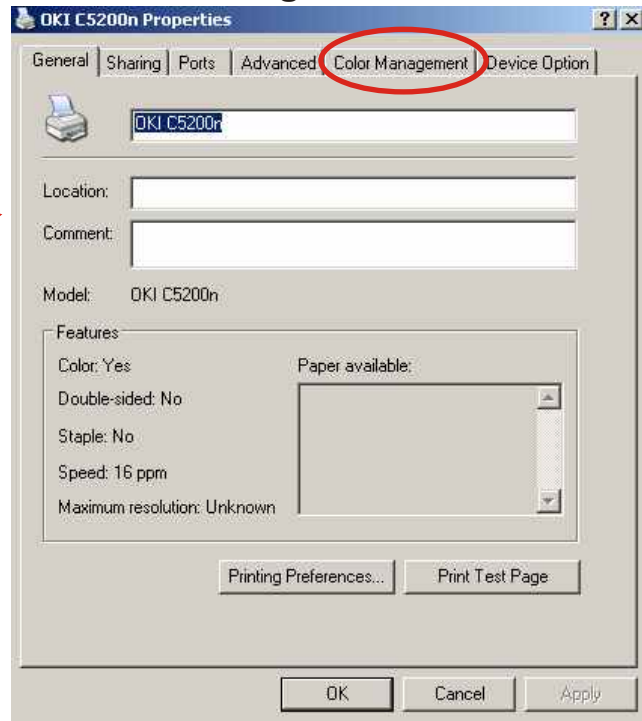 OKI C5200n Properties
General Sharing Ports Advanced Color Management Device Option
OKI C5200n
Location:
Comment:
Model: OKI C5200n
Features
Color: Yes Paper available:
Double-sided: No
Staple: No
Speed: 16 ppm
Maximum resolution: Unknown
Printing Preferences... Print Test Page
OK Cancel Apply